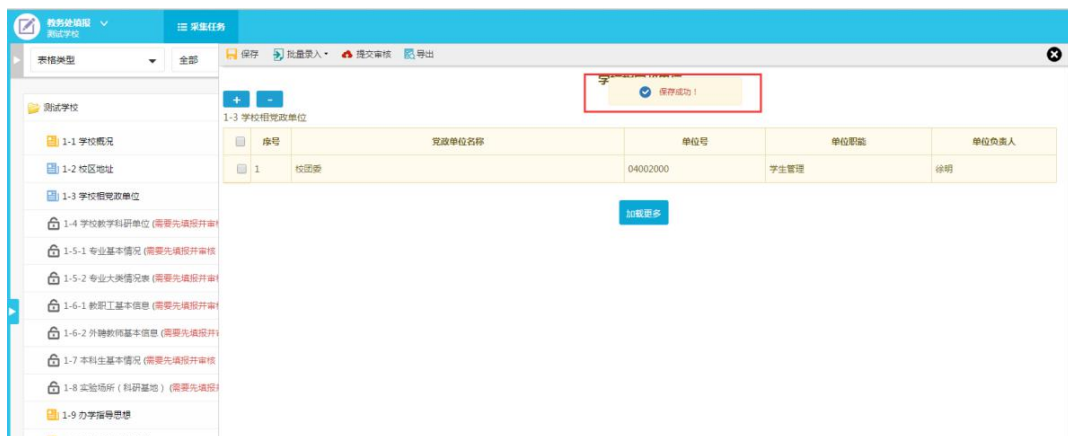 教务处填报
测试学校
采集任务
表格类型
全部
保存
批量录入
提交审核
导出
保存成功！
测试学校
1-1 学校概况
1-2 校区地址
1-3 学校相党政单位
1-4 学校教学科研单位 (需要先填报并审核
1-5-1 专业基本情况 (需要先填报并审核
1-5-2 专业大类情况表 (需要先填报并审核
1-6-1 教职工基本信息 (需要先填报并审核
1-6-2 外聘教师基本信息 (需要先填报并
1-7 本科生基本情况 (需要先填报并审核
1-8 实验场所（科研基地） (需要先填报
1-9 办学指导思想
+ -
1-3 学校相党政单位
序号 党政单位名称 单位号 单位职能 单位负责人
1 校团委 04002000 学生管理 徐明
加载更多